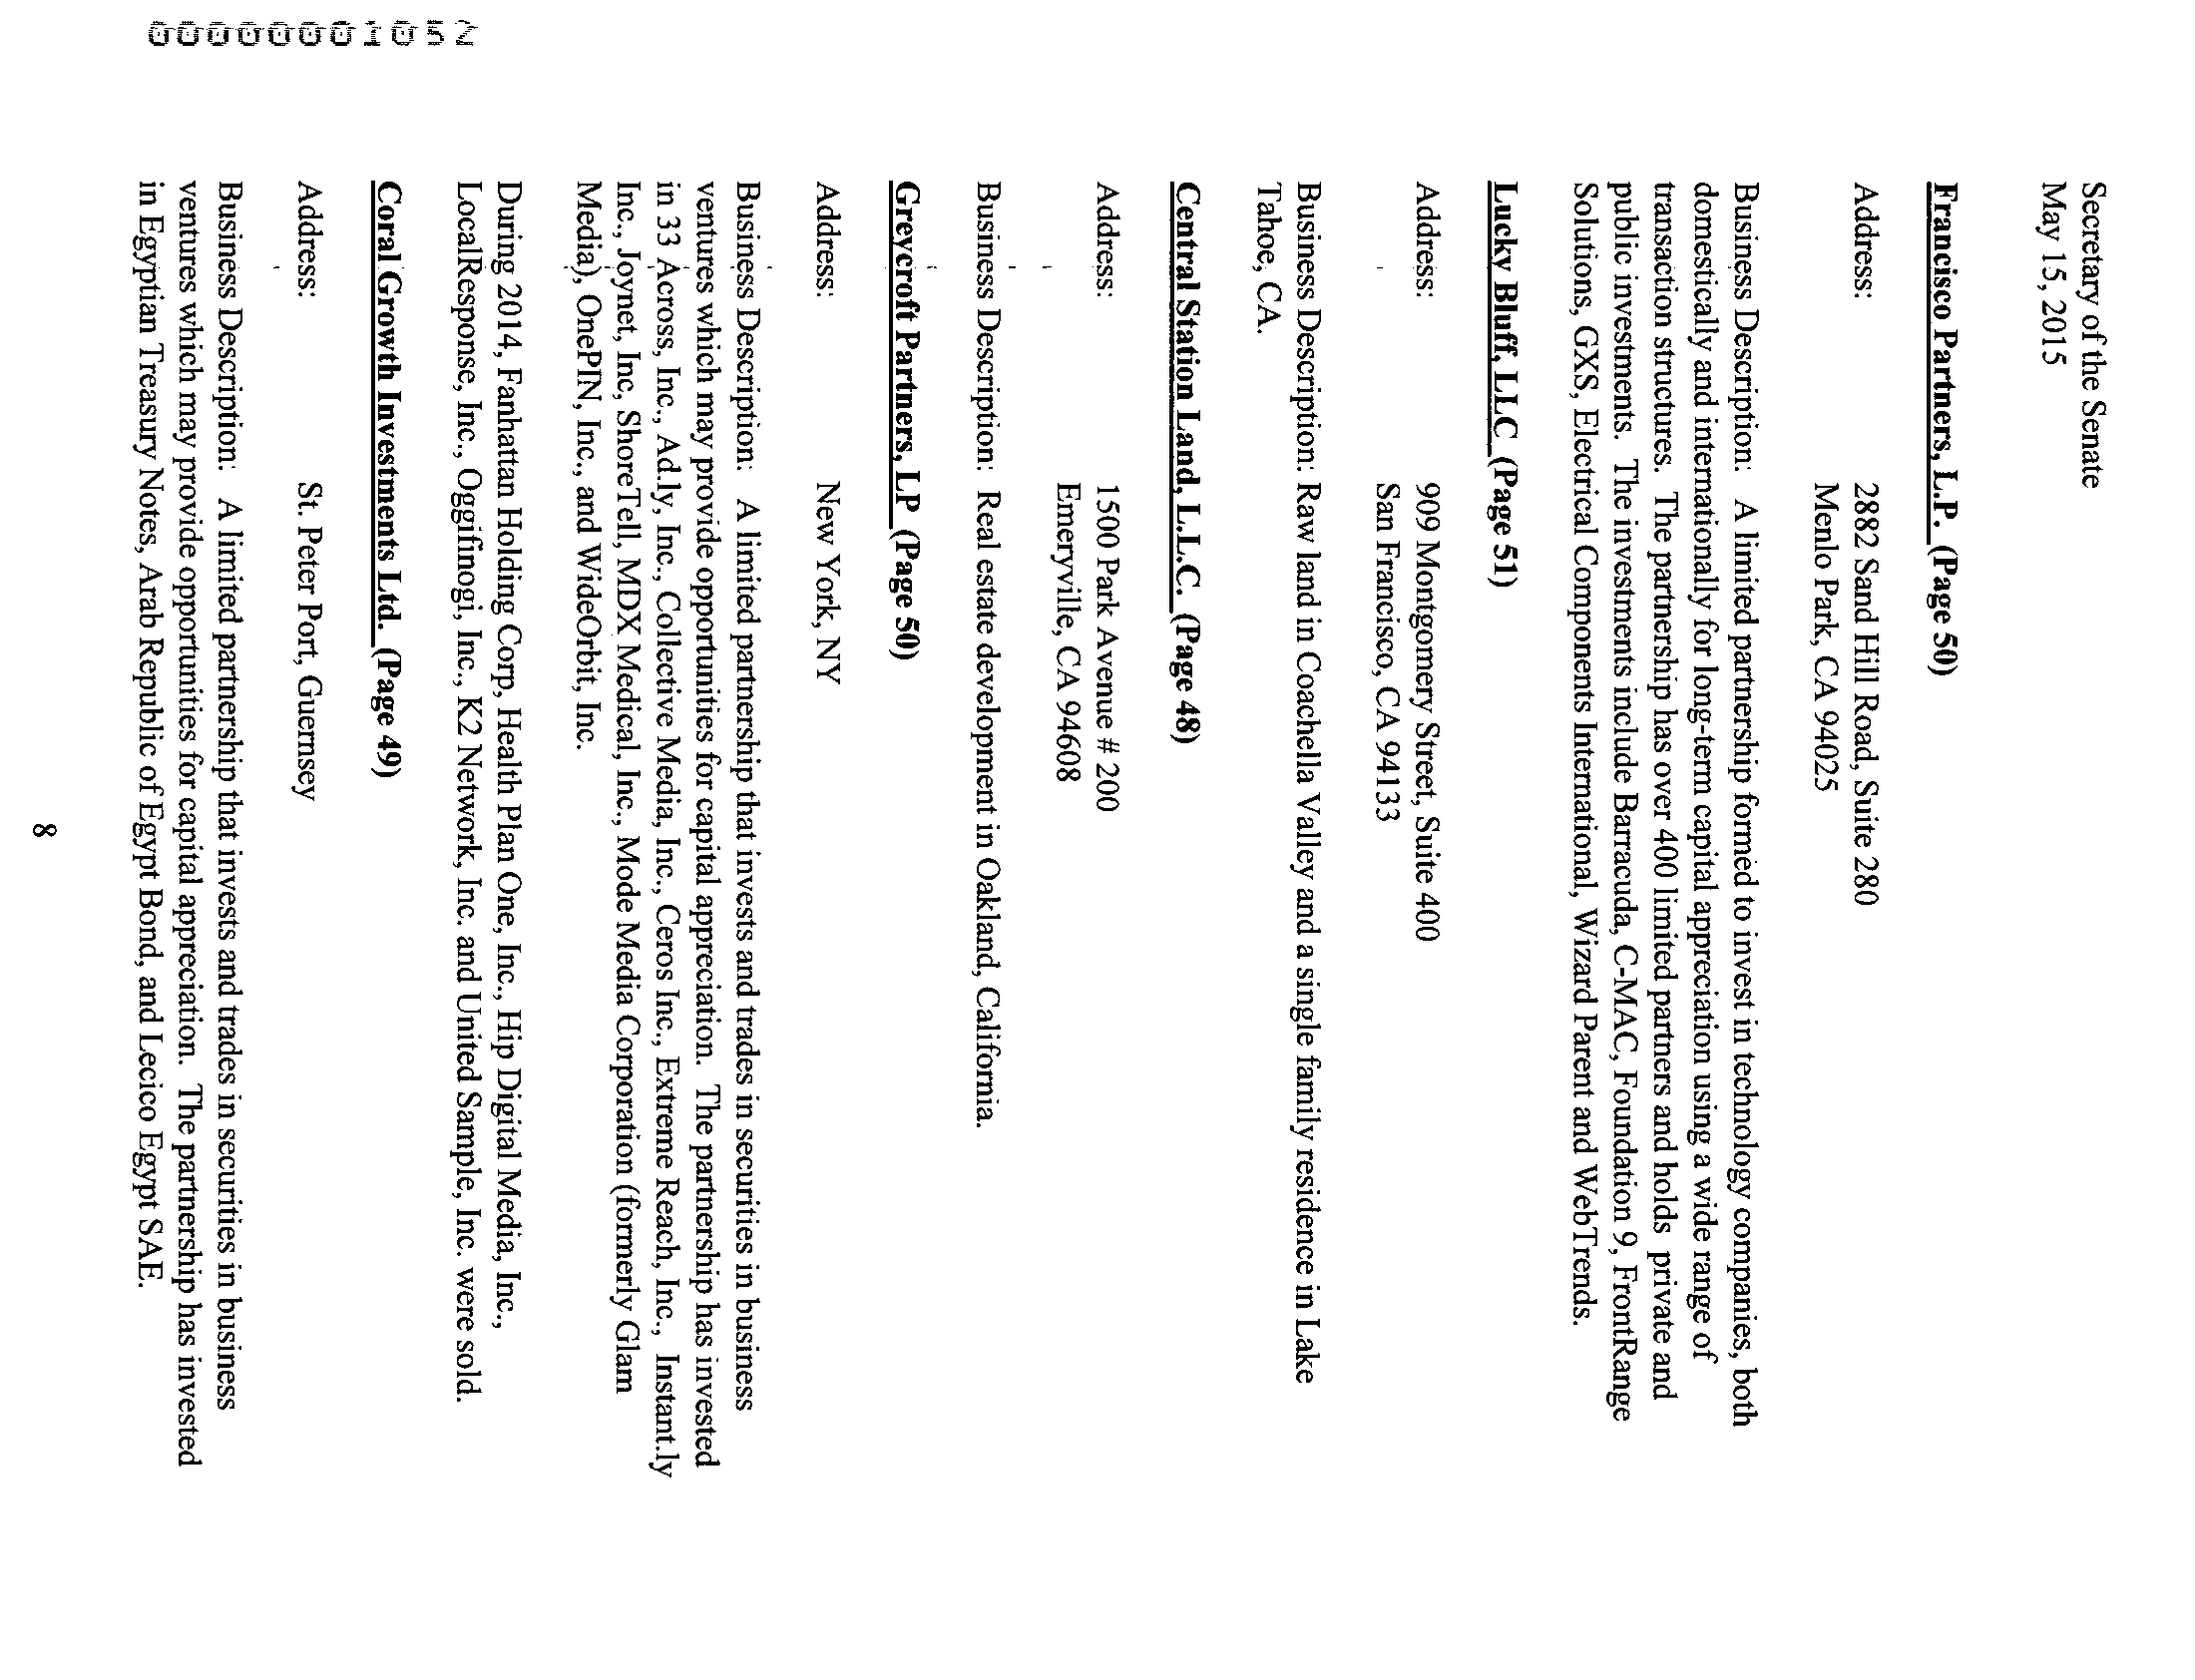 Secretary of the Senate
May 15, 2015
Francisco Partners, L.P. (Page 50)
Address: 2882 Sand Hill Road, Suite 280
Menlo Park, CA 94025
Business Description: A limited partnership formed to invest in technology companies, both
domestically and internationally for long-term capital appreciation using a wide range of
transaction structures. The partnership has over 400 limited partners and holds private and
public investments. The investments include Barracuda, C-MAC, Foundation 9, FrontRange
Solutions, GXS, Electrical Components International, Wizard Parent and WebTrends.
Lucky Bluff, LLC (Page 51)
Address: 909 Montgomery Street, Suite 400
San Francisco, CA 94133
Business Description: Raw land in Coachella Valley and a single family residence in Lake
Tahoe, CA.
Central Station Land, L.L.C. (Page 48)
Address: 1500 Park Avenue # 200
Emeryville, CA 94608
Business Description: Real estate development in Oakland, California.
Greycroft Partners, LP (Page 50)
Address: New York, NY
Business Description: A limited partnership that invests and trades in securities in business
ventures which may provide opportunities for capital appreciation. The partnership has invested
in 33 Across, Inc., Ad.ly, Inc., Collective Media, Inc., Ceros Inc., Extreme Reach, Inc., Instant.ly
Inc., Joynet, Inc, ShoreTell, MDX Medical, Inc., Mode Media Corporation (formerly Glam
Media), OnePIN, Inc., and WideOrbit, Inc.
During 2014, Fanhattan Holding Corp, Health Plan One, Inc., Hip Digital Media, Inc.,
LocalResponse, Inc., Oggifinogi, Inc., K2 Network, Inc. and United Sample, Inc. were sold.
Coral Growth Investments Ltd. (Page 49)
Address: St. Peter Port, Guernsey
Business Description: A limited partnership that invests and trades in securities in business
ventures which may provide opportunities for capital appreciation. The partnership has invested
in Egyptian Treasury Notes, Arab Republic of Egypt Bond, and Lecico Egypt SAE.
8
00000001052